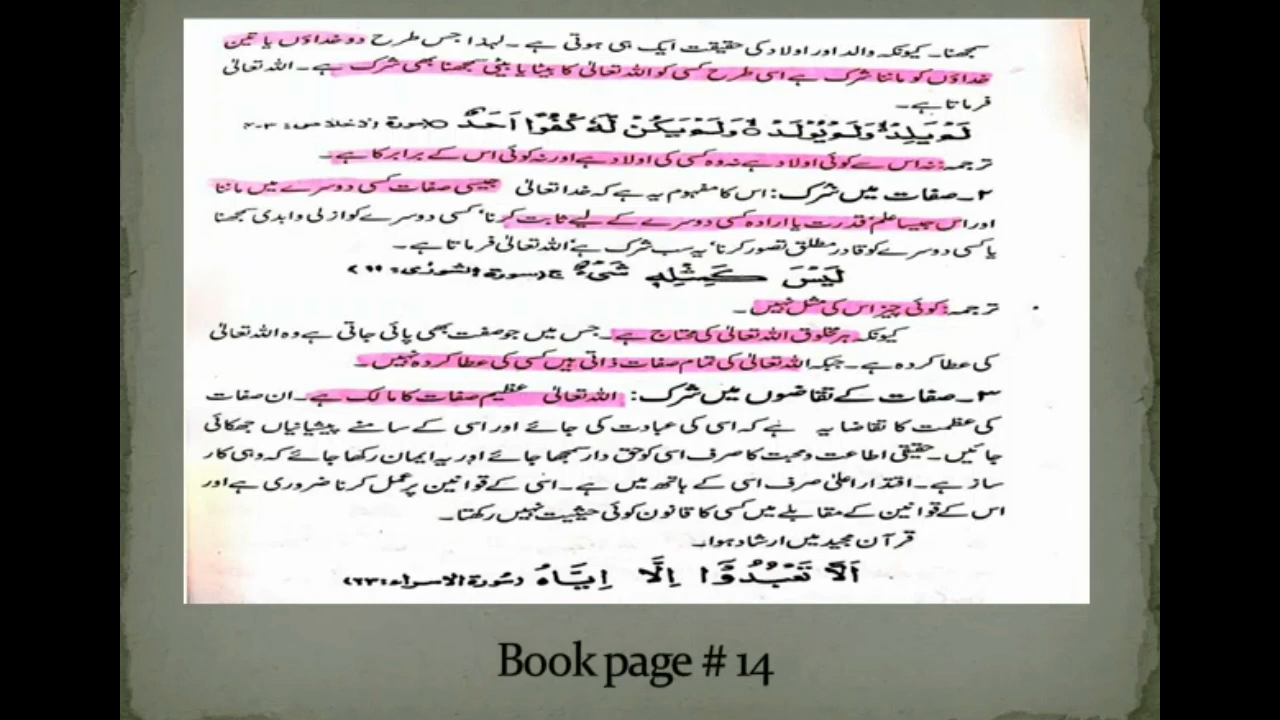 سمجھنا۔ کیونکہ والد اور اولاد کی حقیقت ایک ہی ہوتی ہے ۔ لہٰذا جس طرح دو خداؤں یا تین
خداؤں کو ماننا شرک ہے اسی طرح کسی کو اللہ تعالیٰ کا بیٹا یا بیٹی سمجھنا بھی شرک ہے۔ اللہ تعالیٰ
فرماتا ہے۔
لَمْ يَلِدْ وَلَمْ يُوْلَدْ ۙ وَلَمْ يَكُنْ لَّهٗ كُفُوًا اَحَدٌ (سورۃ الاخلاص: ۳۔۴)
ترجمہ: نہ اس سے کوئی اولاد ہے نہ وہ کسی کی اولاد ہے اور نہ کوئی اس کے برابر کا ہے۔
۲۔ صفات میں شرک: اس کا مفہوم یہ ہے کہ خدا تعالیٰ جیسی صفات کسی دوسرے میں ماننا
اور اس جیسا علم، قدرت یا ارادہ کسی دوسرے کے لیے ثابت کرنا، کسی دوسرے کو ازلی و ابدی سمجھنا
یا کسی دوسرے کو قادر مطلق تصور کرنا، یہ سب شرک ہے، اللہ تعالیٰ فرماتا ہے۔
لَيْسَ كَمِثْلِهٖ شَيْءٌ ج (سورۃ الشورٰی: ۱۱)
ترجمہ: کوئی چیز اس کی مثل نہیں۔
کیونکہ ہر مخلوق اللہ تعالیٰ کی محتاج ہے۔ جس میں جو صفت بھی پائی جاتی ہے وہ اللہ تعالیٰ
کی عطا کردہ ہے۔ جبکہ اللہ تعالیٰ کی تمام صفات ذاتی ہیں کسی کی عطا کردہ نہیں۔
۳۔ صفات کے تقاضوں میں شرک: اللہ تعالیٰ عظیم صفات کا مالک ہے۔ ان صفات
کی عظمت کا تقاضا یہ ہے کہ اسی کی عبادت کی جائے اور اسی کے سامنے پیشانیاں جھکائی
جائیں۔ حقیقی اطاعت و محبت کا صرف اسی کو حق دار سمجھا جائے اور یہ ایمان رکھا جائے کہ وہی کار
ساز ہے۔ اقتدار اعلیٰ صرف اسی کے ہاتھ میں ہے۔ اسی کے قوانین پر عمل کرنا ضروری ہے اور
اس کے قوانین کے مقابلے میں کسی کا قانون کوئی حیثیت نہیں رکھتا۔
قرآن مجید میں ارشاد ہوا۔
اَلَّا تَعْبُدُوْٓا اِلَّآ اِيَّاهُ (سُورۃ الاسراء: ۲۳)
Book page # 14